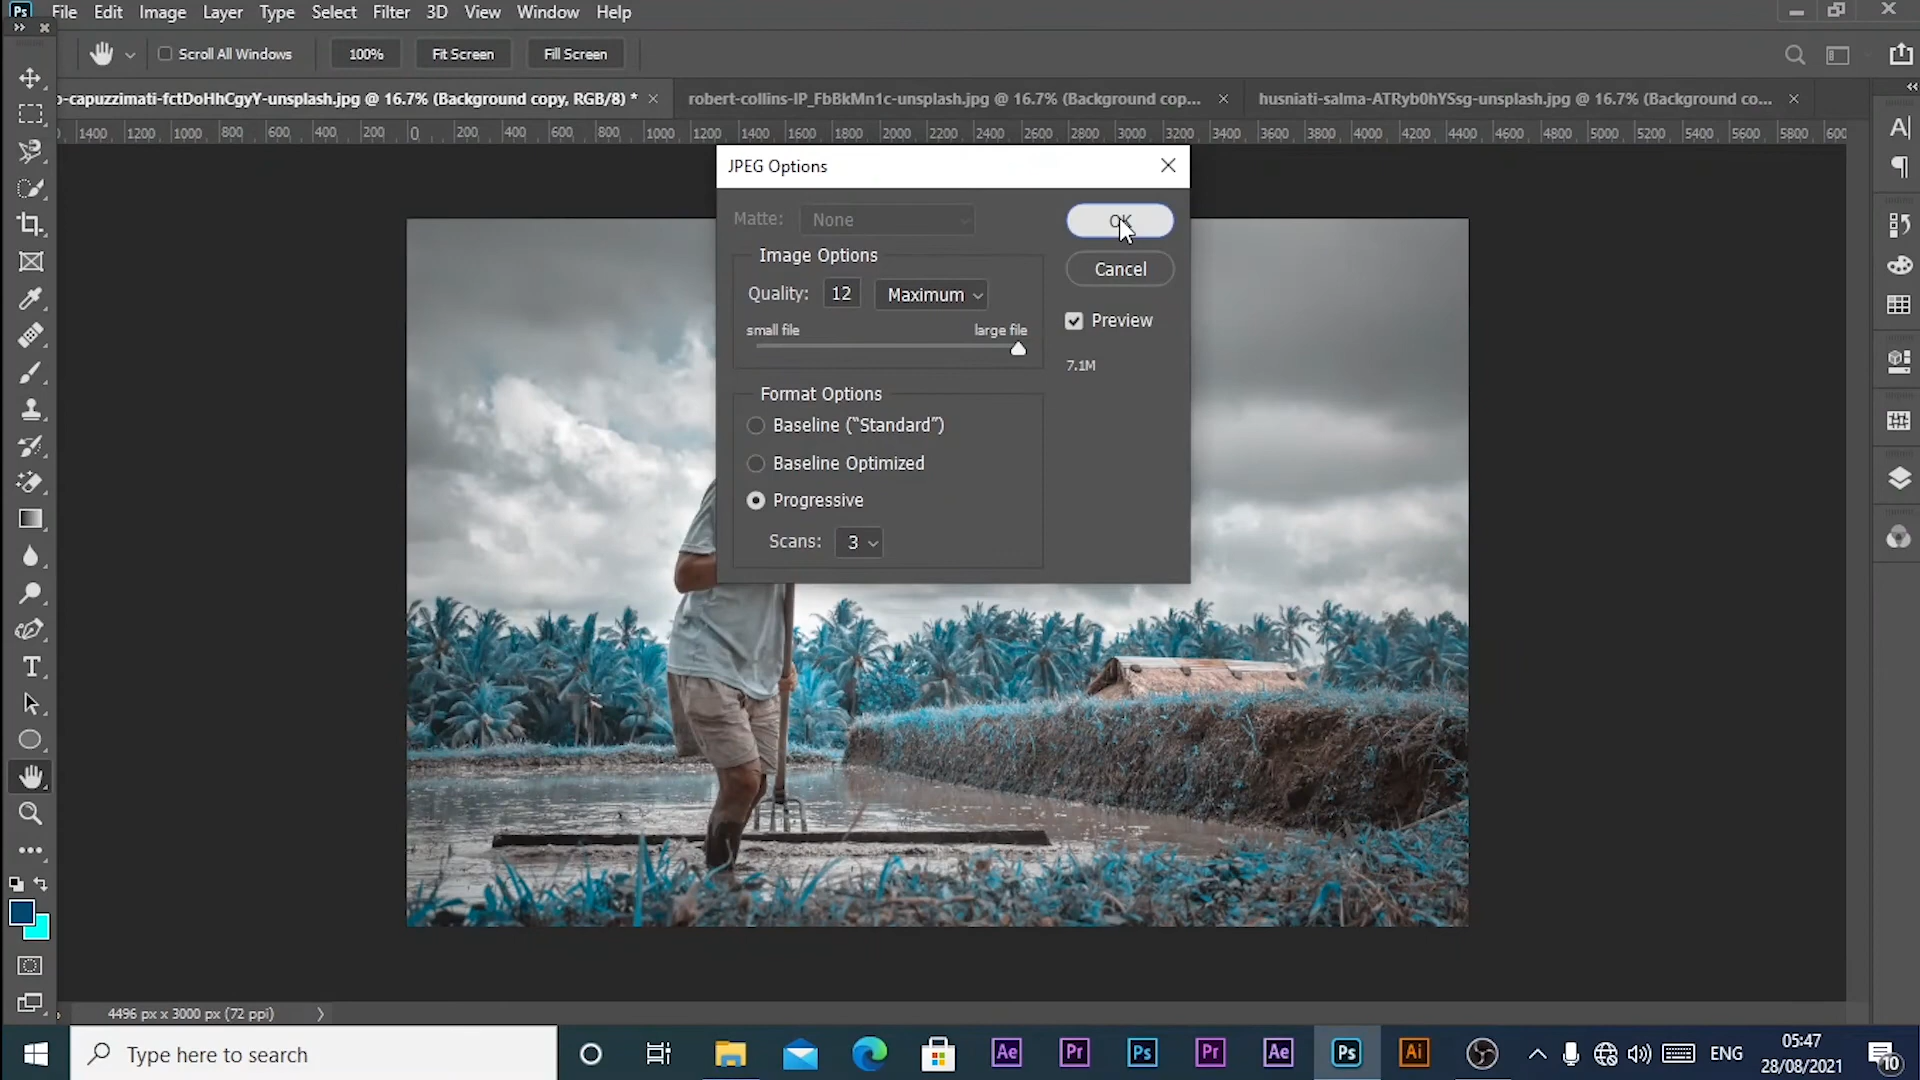 Ps File Edit Image Layer Type Select Filter 3D View Window Help
Scroll All Windows 100% Fit Screen Fill Screen
o-capuzzimati-fctDoHhCgyY-unsplash.jpg @ 16.7% (Background copy, RGB/8) * robert-collins-IP_FbBkMn1c-unsplash.jpg @ 16.7% (Background cop... husniati-salma-ATRyb0hYSsg-unsplash.jpg @ 16.7% (Background co...
1400 1200 1000 800 600 400 200 0 200 400 600 800 1000 1200 1400 1600 1800 2000 2200 2400 2600 2800 3000 3200 3400 3600 3800 4000 4200 4400 4600 4800 5000 5200 5400 5600 5800 600
JPEG Options
Matte: None
OK
Image Options
Cancel
Quality: 12 Maximum
Preview
small file large file
7.1M
Format Options
Baseline (“Standard”)
Baseline Optimized
Progressive
Scans: 3
4496 px x 3000 px (72 ppi)
Type here to search
Ae Pr Ps Pr Ae Ps Ai
ENG
05:47
28/08/2021
10